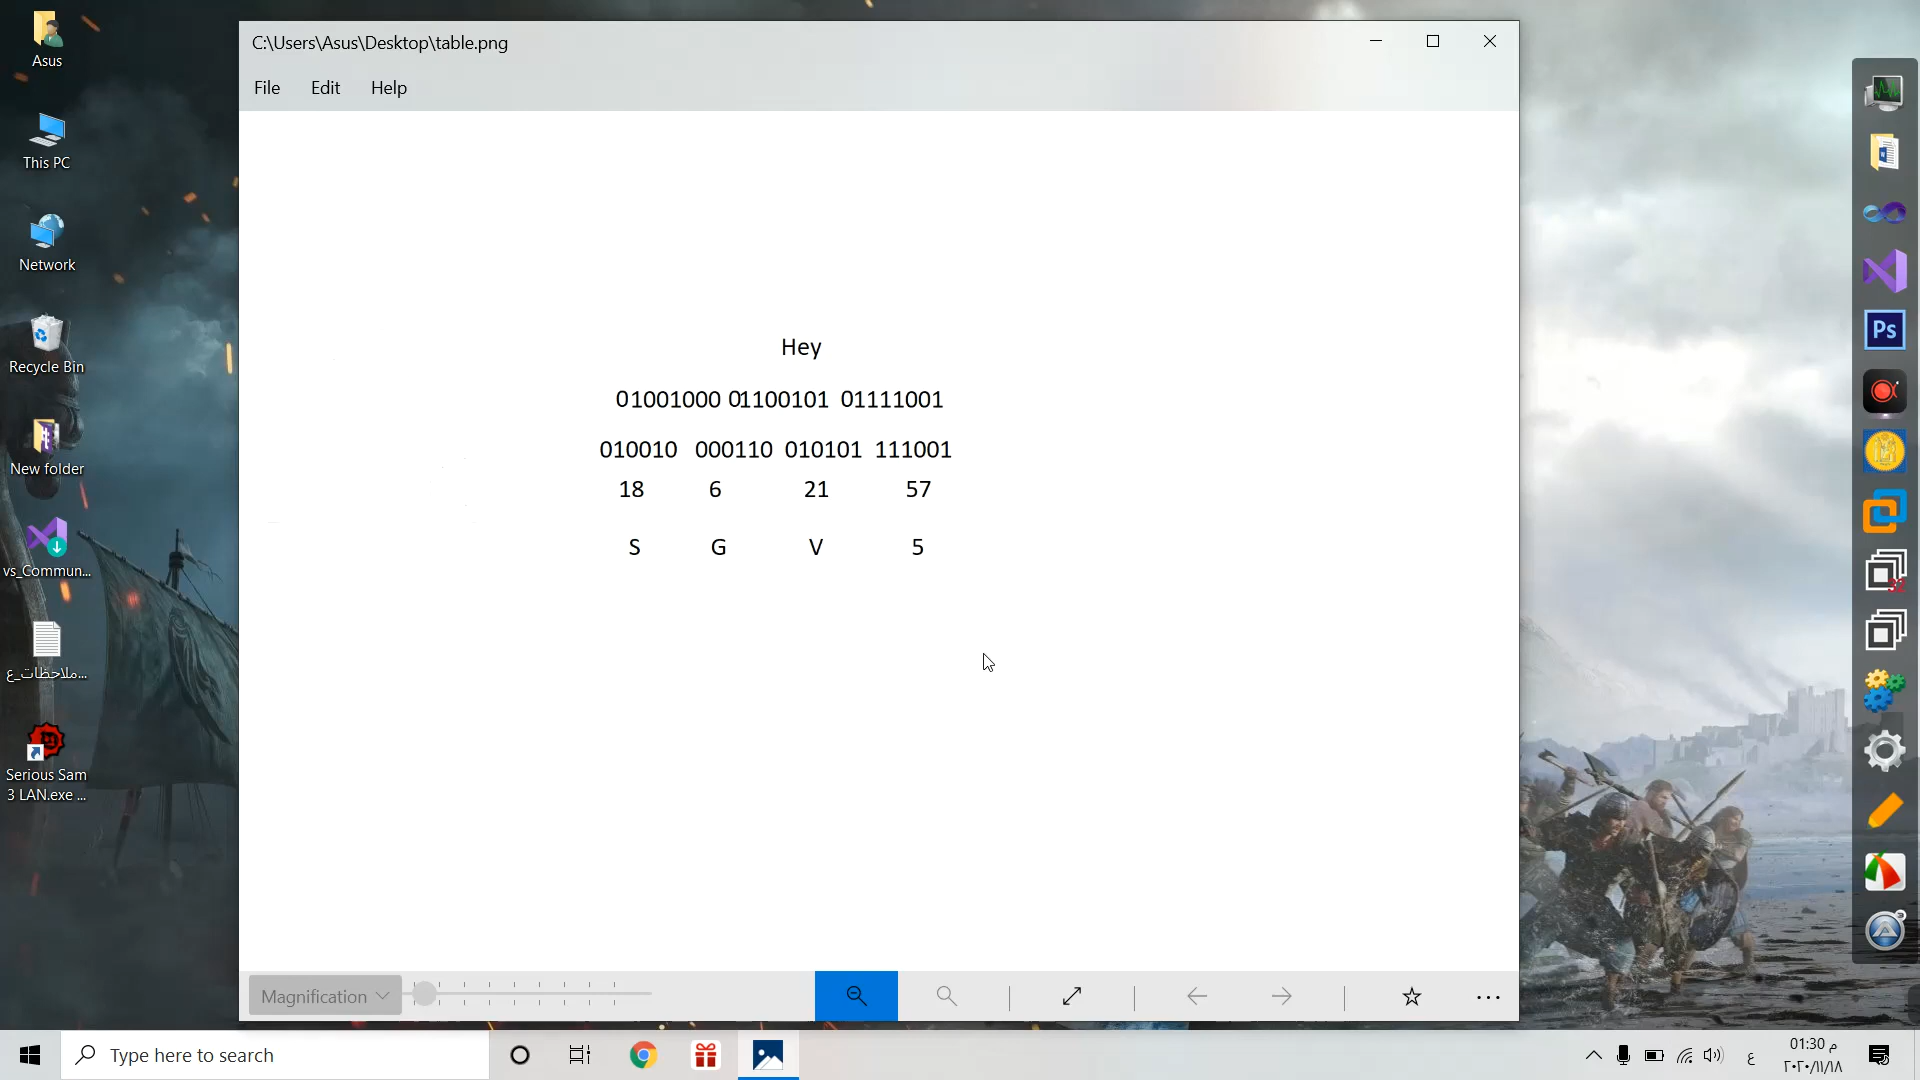 C:\Users\Asus\Desktop\table.png
File Edit Help
Asus
This PC
Network
Recycle Bin
New folder
vs_Commun...
ملاحظات_ع...
Serious Sam
3 LAN.exe ...
Hey
01001000 01100101 01111001
010010 000110 010101 111001
18 6 21 57
S G V 5
Ps
32
Magnification
Type here to search
ع
01:30 م
٢٠٢٠/١١/١٨